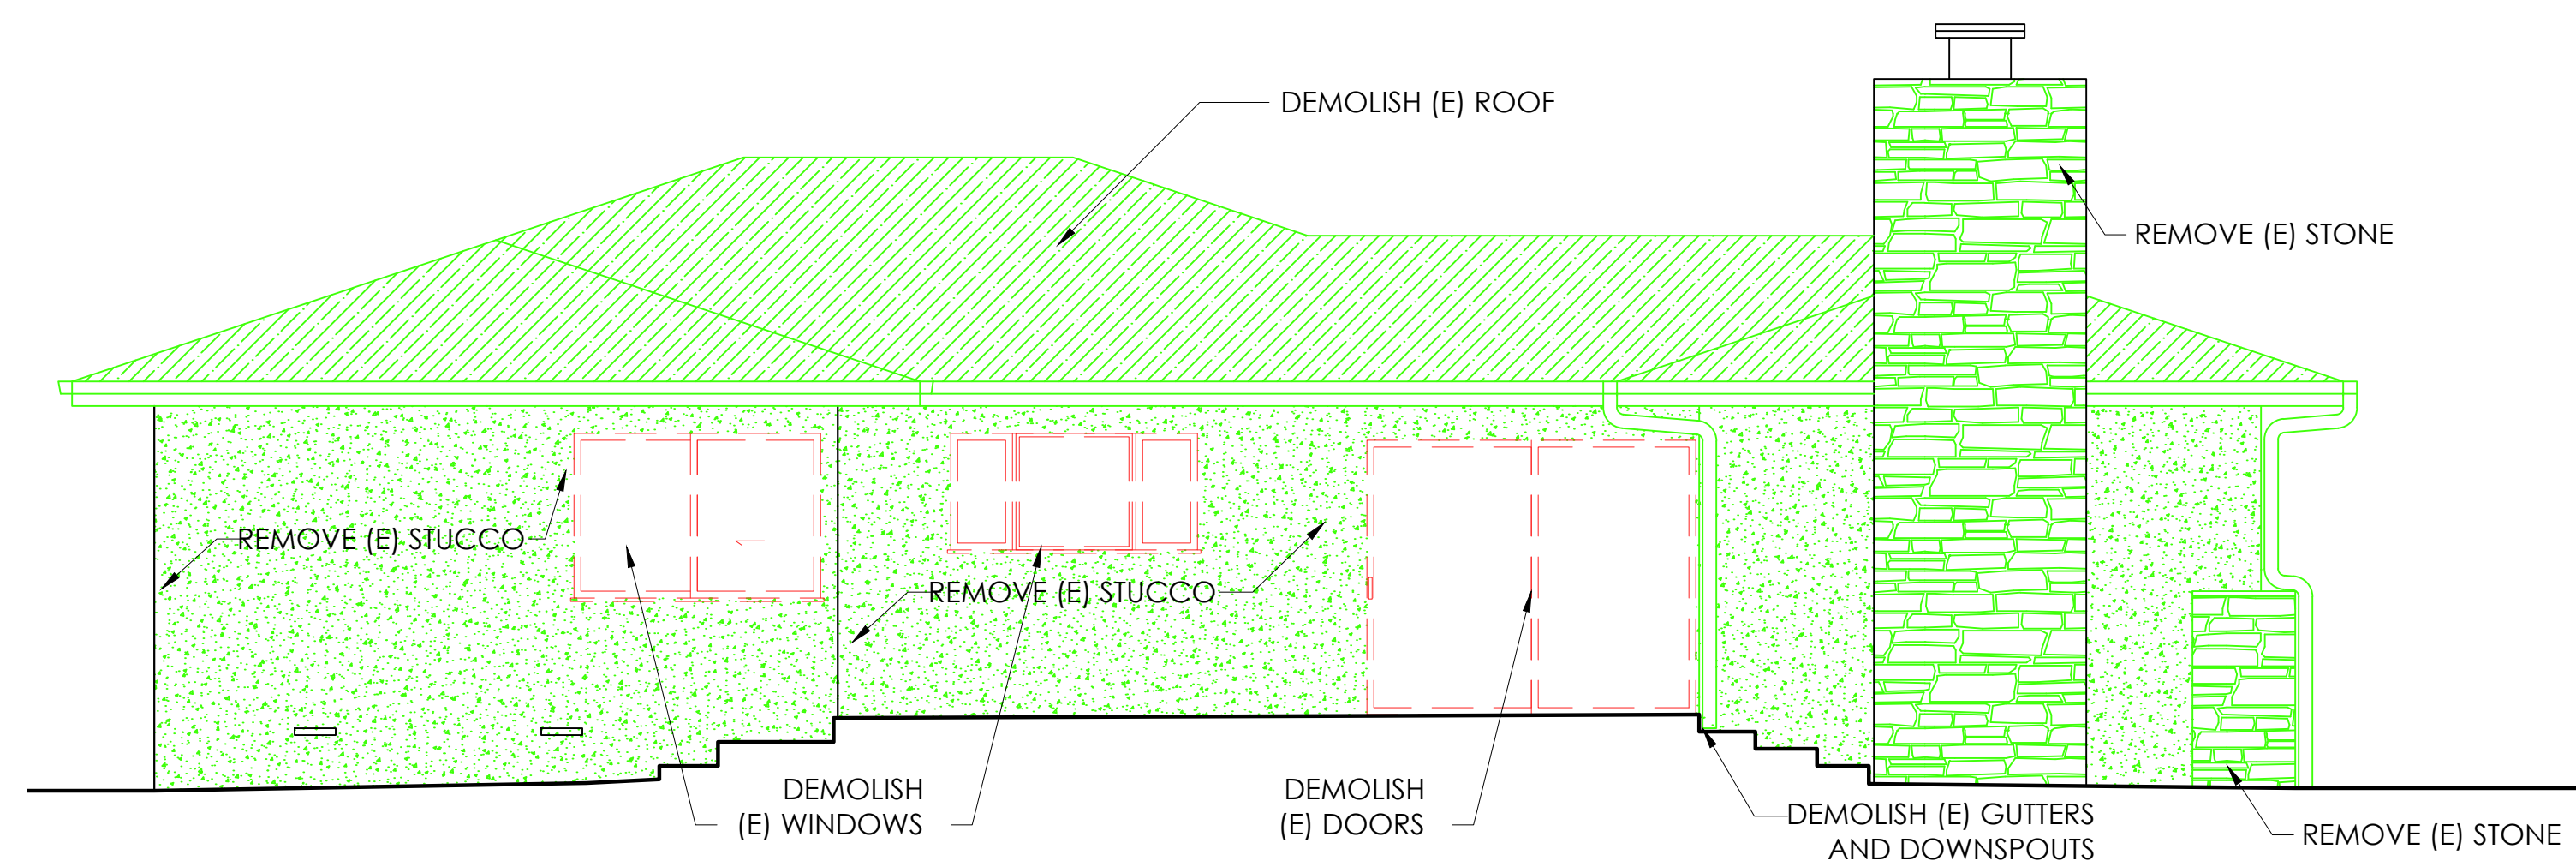 DEMOLISH (E) ROOF
REMOVE (E) STONE
REMOVE (E) STUCCO
REMOVE (E) STUCCO
DEMOLISH
(E) WINDOWS
DEMOLISH
(E) DOORS
DEMOLISH (E) GUTTERS
AND DOWNSPOUTS
REMOVE (E) STONE